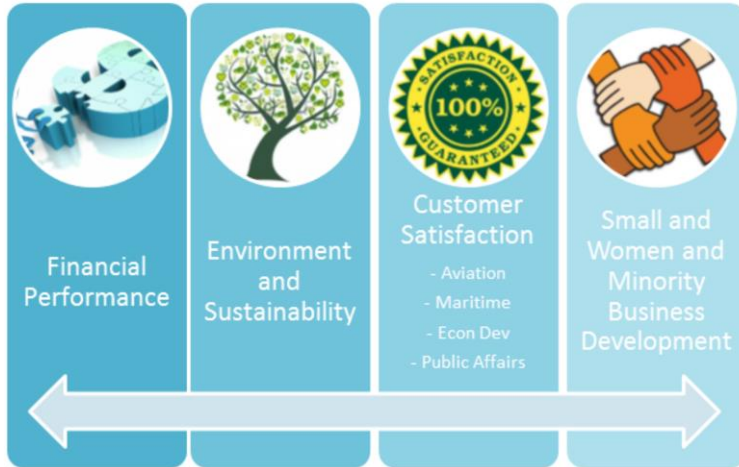 Financial
Performance
Environment
and
Sustainability
SATISFACTION
100%
GUARANTEED
Customer
Satisfaction
- Aviation
- Maritime
- Econ Dev
- Public Affairs
Small and
Women and
Minority
Business
Development